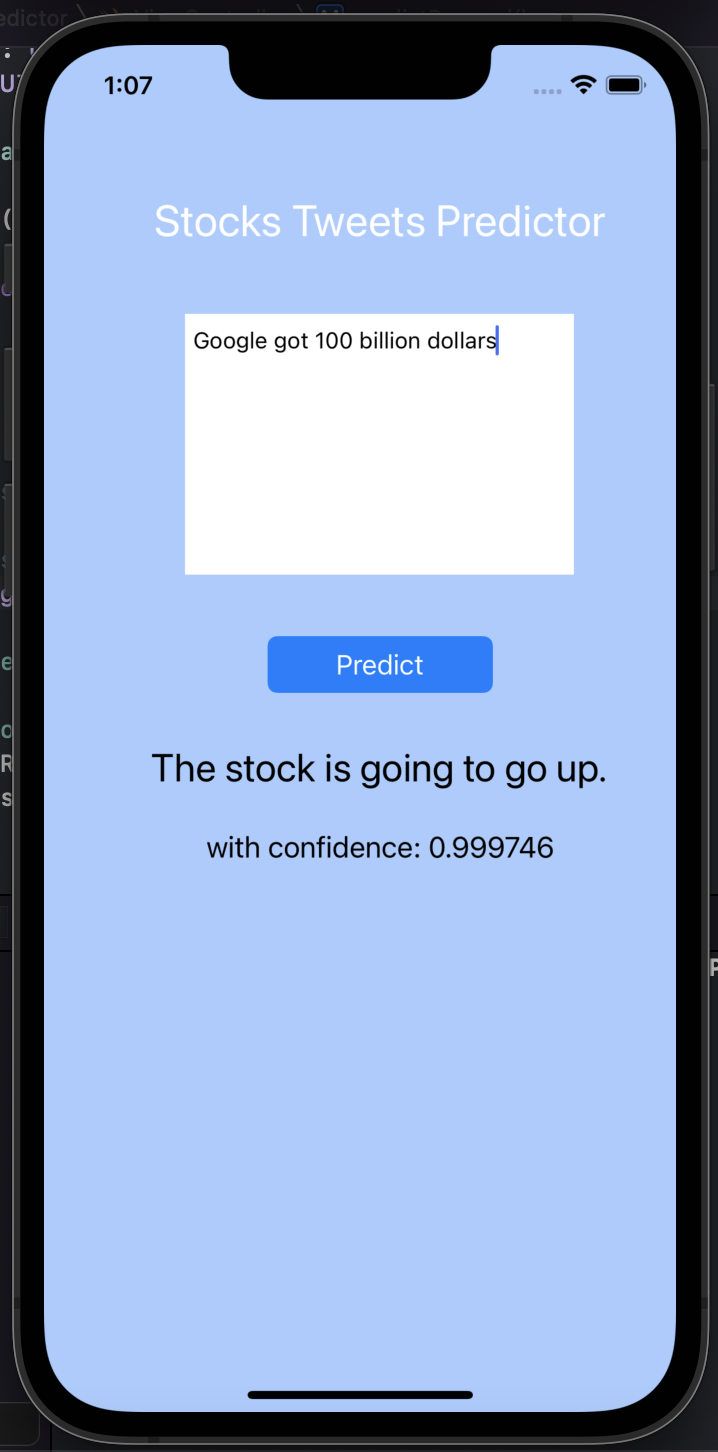 edictor
1:07
Stocks Tweets Predictor
Google got 100 billion dollars
Predict
The stock is going to go up.
with confidence: 0.999746